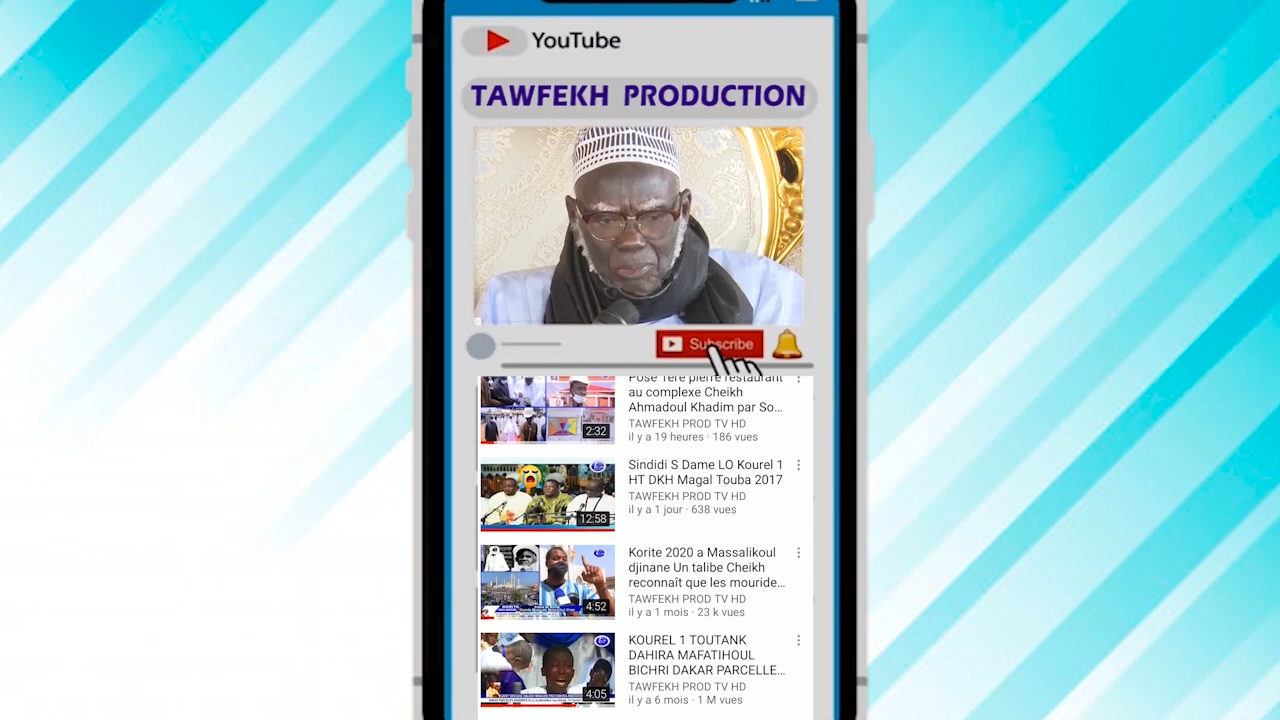 YouTube
TAWFEKH PRODUCTION
Subscribe
Pose 1ère pierre restaurant
au complexe Cheikh
Ahmadoul Khadim par So...
TAWFEKH PROD TV HD
il y a 19 heures · 186 vues
2:32
Sindidi S Dame LO Kourel 1
HT DKH Magal Touba 2017
TAWFEKH PROD TV HD
il y a 1 jour · 638 vues
12:58
Korite 2020 a Massalikoul
djinane Un talibe Cheikh
reconnaît que les mouride...
TAWFEKH PROD TV HD
il y a 1 mois · 23 k vues
4:52
KOUREL 1 TOUTANK
DAHIRA MAFATIHOUL
BICHRI DAKAR PARCELLE...
TAWFEKH PROD TV HD
il y a 6 mois · 1 M vues
4:05